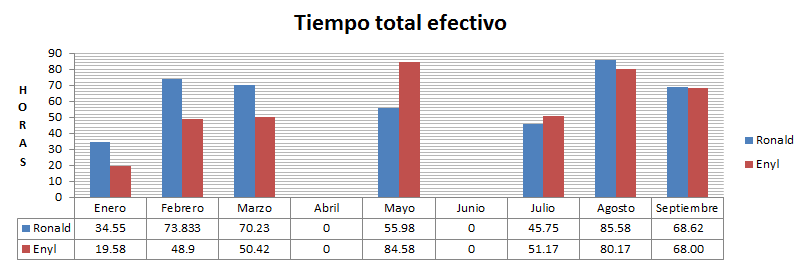 Tiempo total efectivo
HORAS
90
80
70
60
50
40
30
20
10
0
Enero Febrero Marzo Abril Mayo Junio Julio Agosto Septiembre
Ronald 34.55 73.833 70.23 0 55.98 0 45.75 85.58 68.62
Enyl 19.58 48.9 50.42 0 84.58 0 51.17 80.17 68.00
Ronald
Enyl